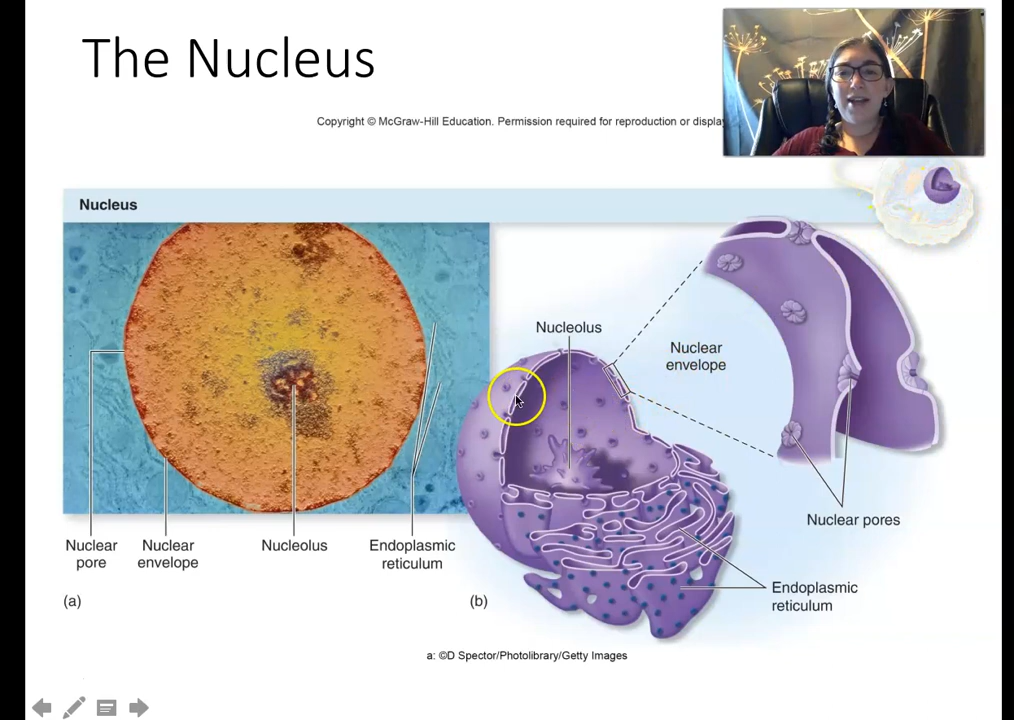 The Nucleus
Copyright © McGraw-Hill Education. Permission required for reproduction or
Nucleus
Nucleolus
Nuclear
envelope
Nuclear pores
Nuclear
pore
Nuclear
envelope
Nucleolus
Endoplasmic
reticulum
Endoplasmic
reticulum
(a)
(b)
a: ©D Spector/Photolibrary/Getty Images